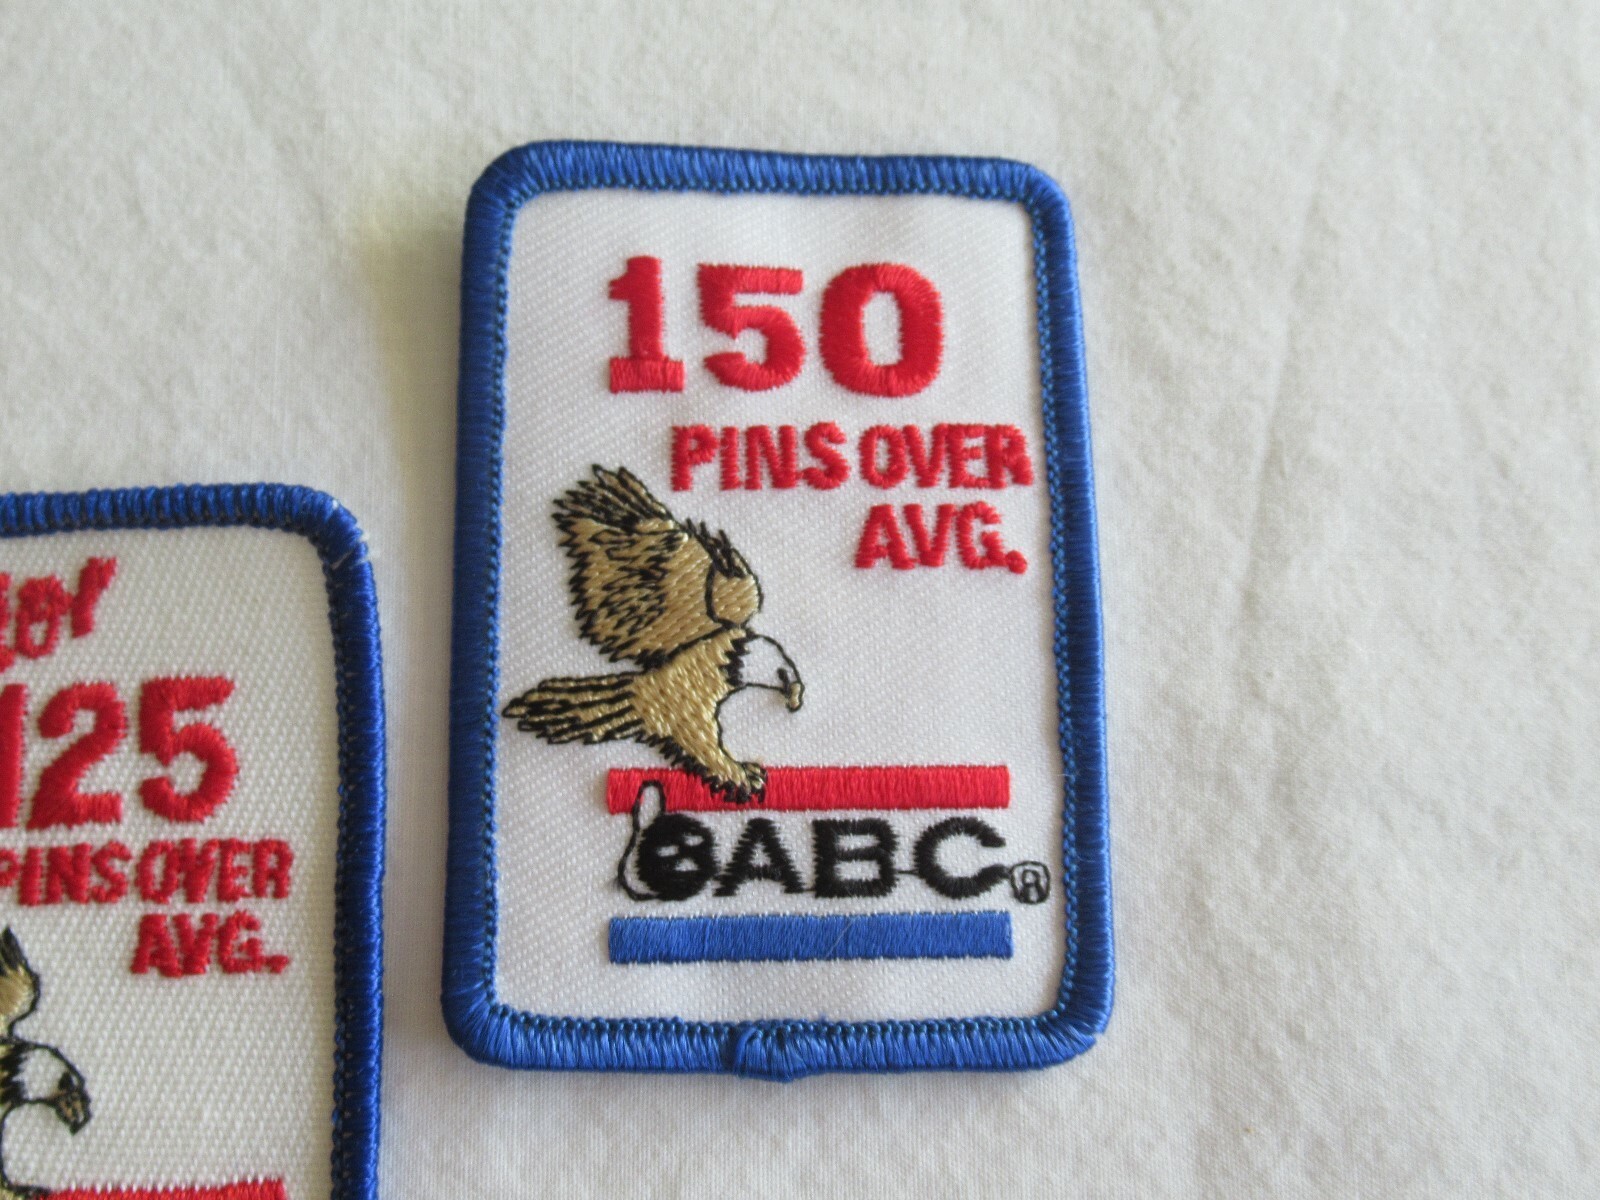 150
PINS OVER
AVG.
ABC®
125
PINS OVER
AVG.